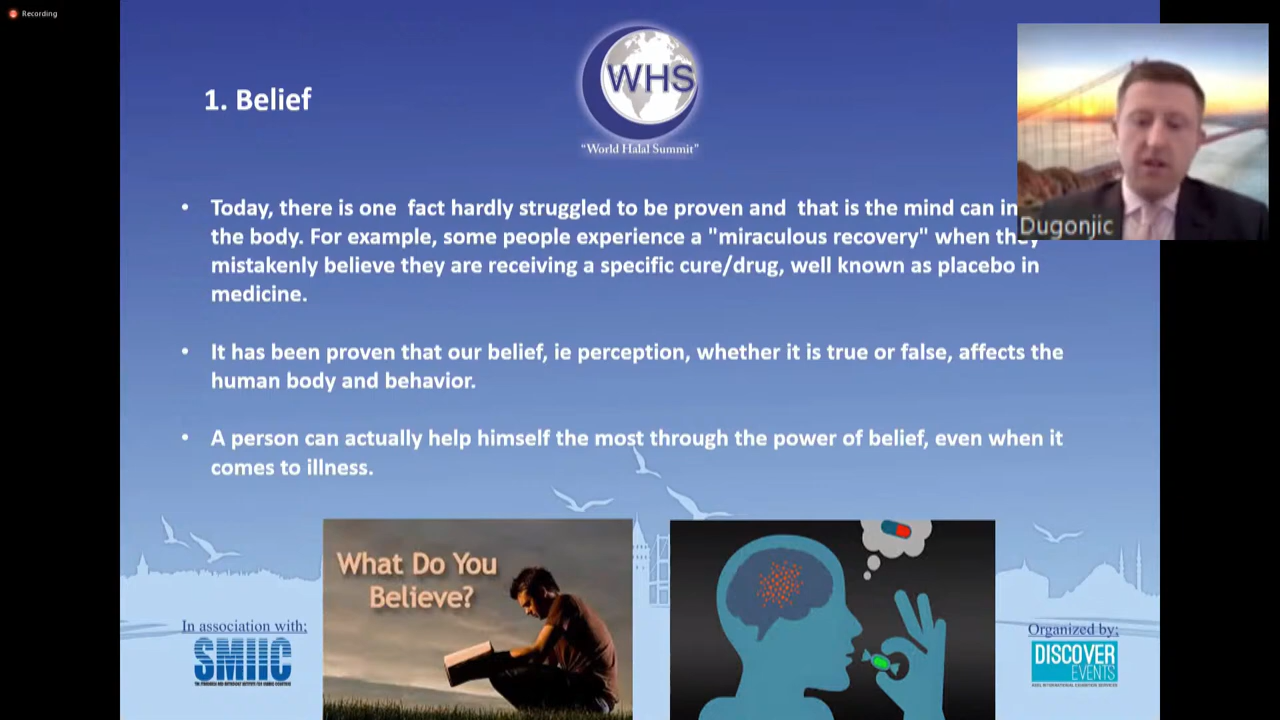 Recording
1. Belief
WHS
“World Halal Summit”
• Today, there is one fact hardly struggled to be proven and that is the mind can in
the body. For example, some people experience a "miraculous recovery" when they
mistakenly believe they are receiving a specific cure/drug, well known as placebo in
medicine.
• It has been proven that our belief, ie perception, whether it is true or false, affects the
human body and behavior.
• A person can actually help himself the most through the power of belief, even when it
comes to illness.
Dugonjic
What Do You
Believe?
In association with;
SMIIC
Organized by;
DISCOVER
EVENTS